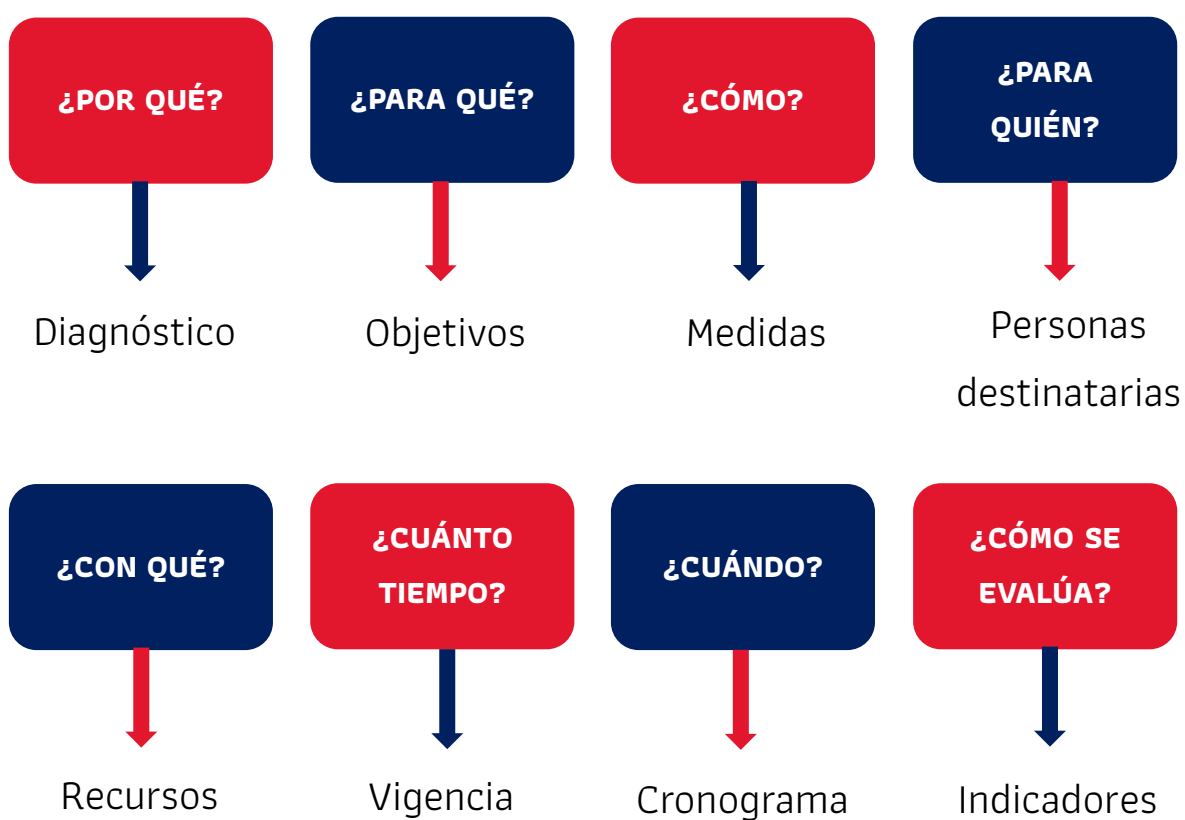 ¿POR QUÉ?
¿PARA QUÉ?
¿CÓMO?
¿PARA
QUIÉN?
Diagnóstico
Objetivos
Medidas
Personas
destinatarias
¿CON QUÉ?
¿CUÁNTO
TIEMPO?
¿CUÁNDO?
¿CÓMO SE
EVALÚA?
Recursos
Vigencia
Cronograma
Indicadores